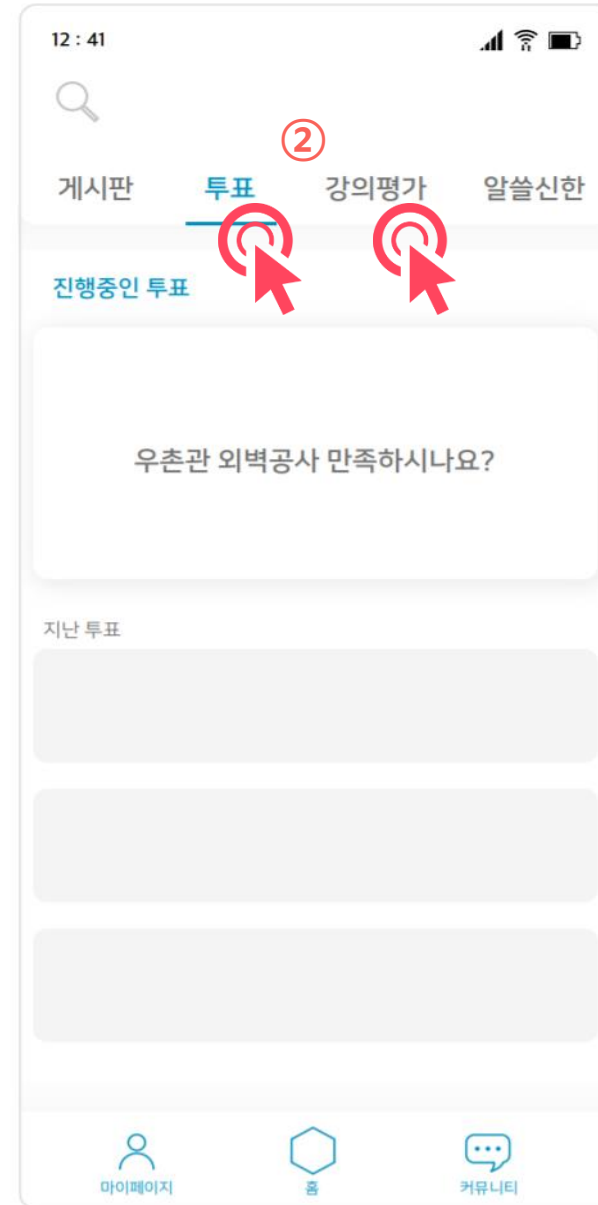 12 : 41
②
게시판 투표 강의평가 알쓸신한
진행중인 투표
우촌관 외벽공사 만족하시나요?
지난 투표
마이페이지 홈 커뮤니티